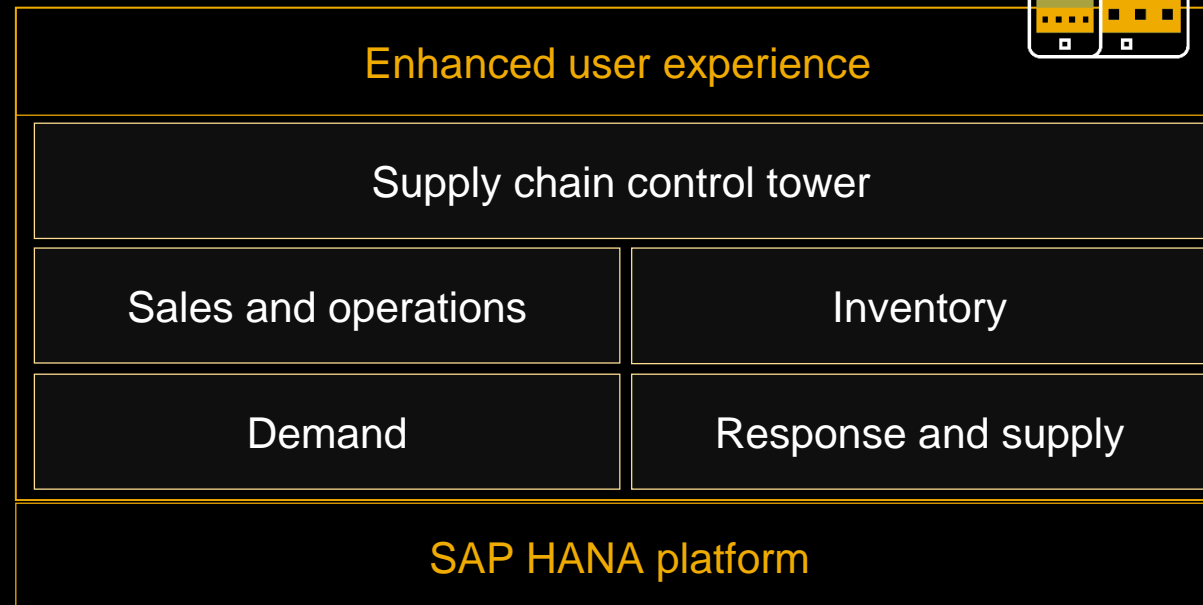 Enhanced user experience
Supply chain control tower
Sales and operations
Inventory
Demand
Response and supply
SAP HANA platform